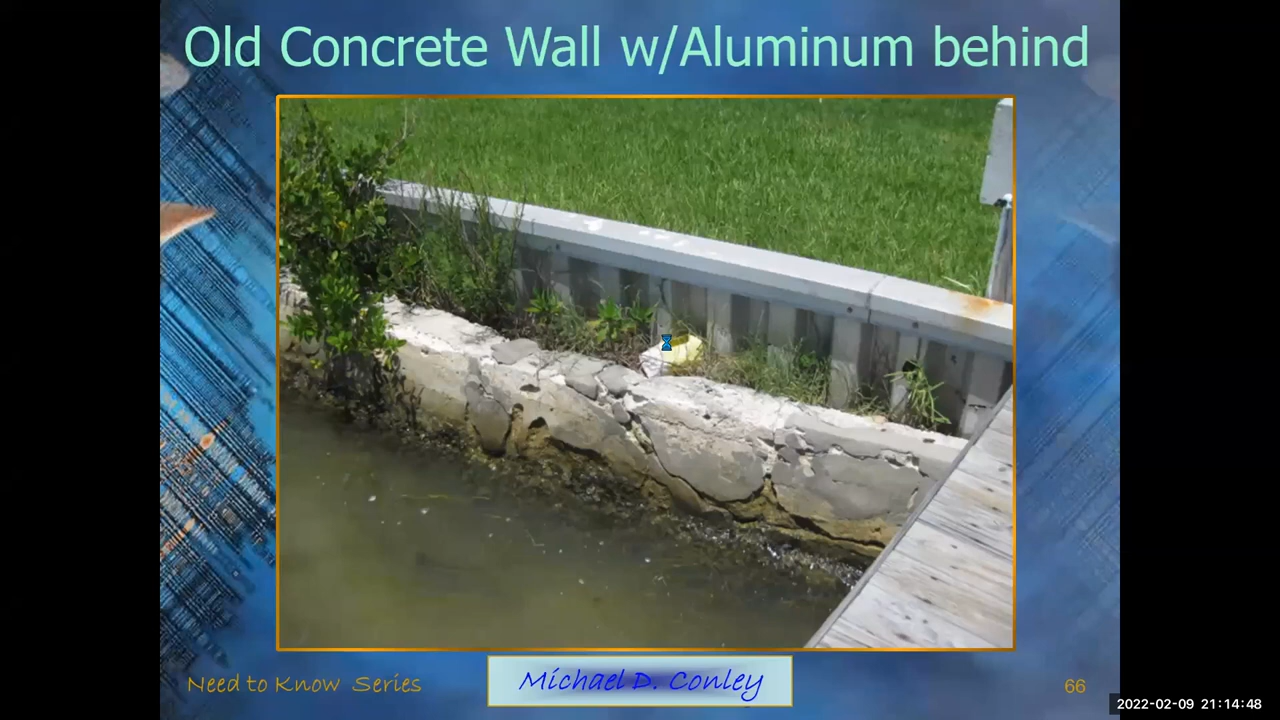 Old Concrete Wall w/Aluminum behind
Need to Know Series
Michael D. Conley
66
2022-02-09 21:14:48